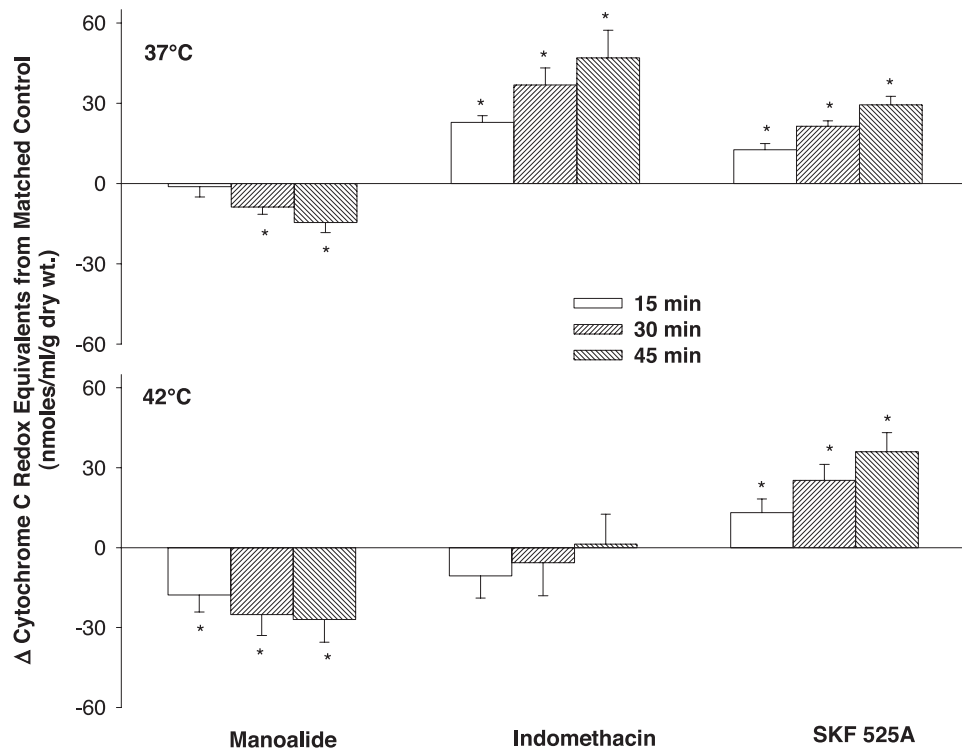 Δ Cytochrome C Redox Equivalents from Matched Control
(nmoles/ml/g dry wt.)
60
30
0
-30
-60
37°C
*
*
*
*
*
*
*
*
15 min
30 min
45 min
60
30
0
-30
-60
42°C
*
*
*
*
*
*
Manoalide
Indomethacin
SKF 525A